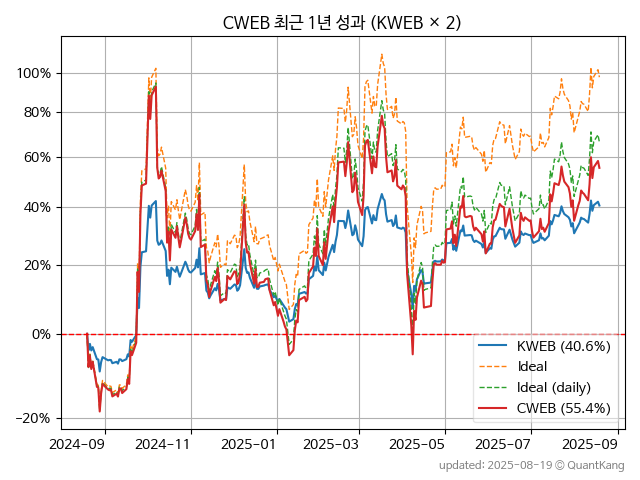 CWEB 최근 1년 성과 (KWEB × 2)
100%
80%
60%
40%
20%
0%
−20%
KWEB (40.6%)
Ideal
Ideal (daily)
CWEB (55.4%)
2024-09 2024-11 2025-01 2025-03 2025-05 2025-07 2025-09
updated: 2025-08-19 © QuantKang